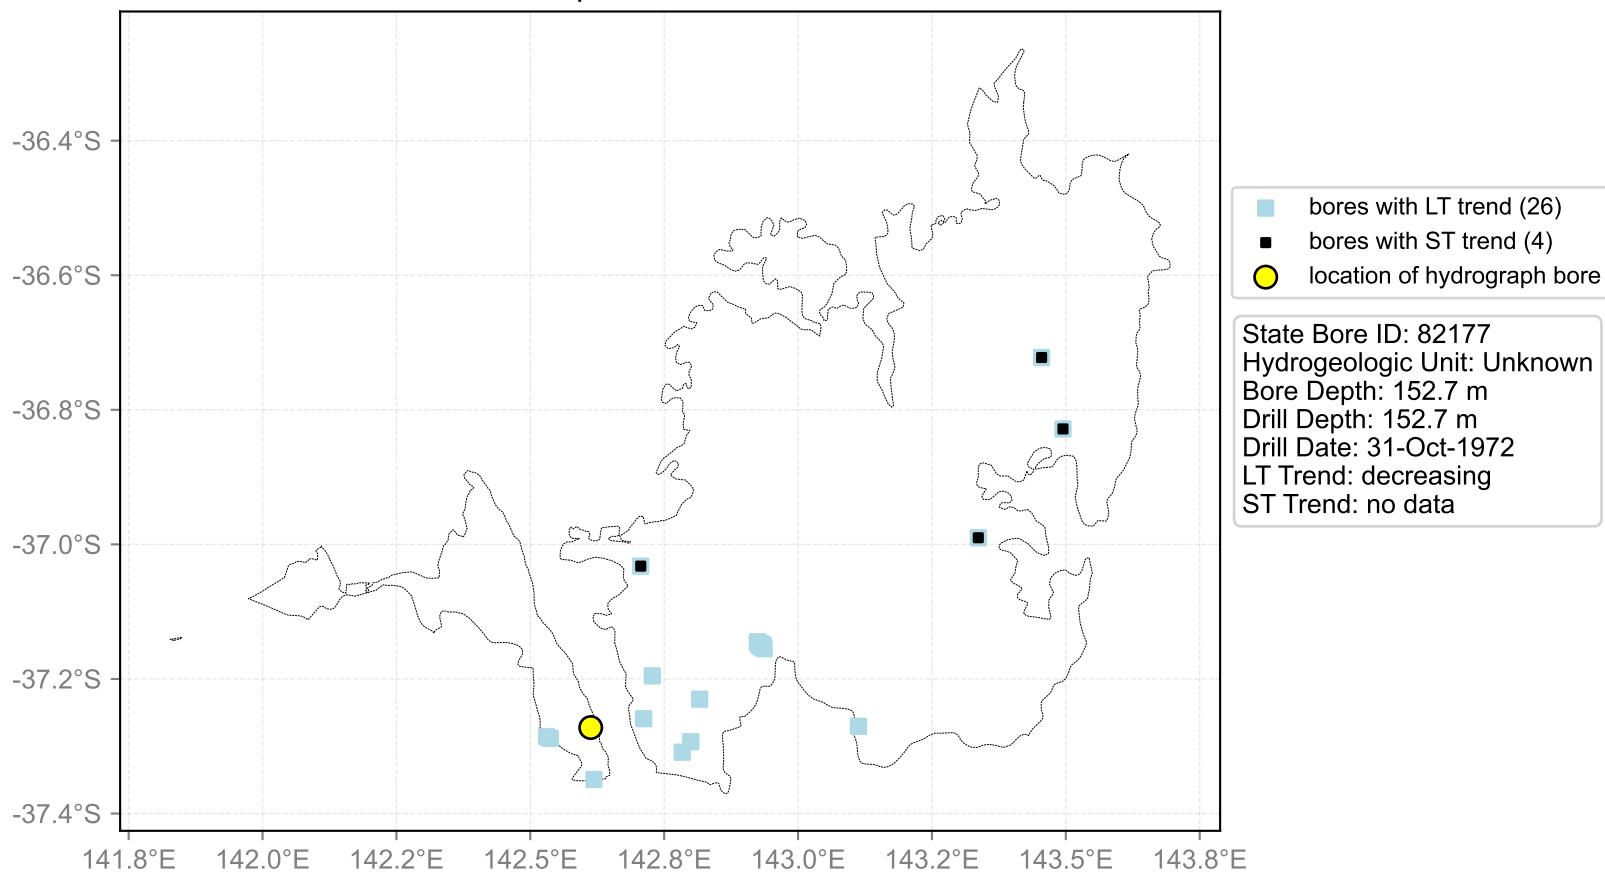 -36.4°S
-36.6°S
-36.8°S
-37.0°S
-37.2°S
-37.4°S
141.8°E 142.0°E 142.2°E 142.5°E 142.8°E 143.0°E 143.2°E 143.5°E 143.8°E
bores with LT trend (26)
bores with ST trend (4)
location of hydrograph bore
State Bore ID: 82177
Hydrogeologic Unit: Unknown
Bore Depth: 152.7 m
Drill Depth: 152.7 m
Drill Date: 31-Oct-1972
LT Trend: decreasing
ST Trend: no data